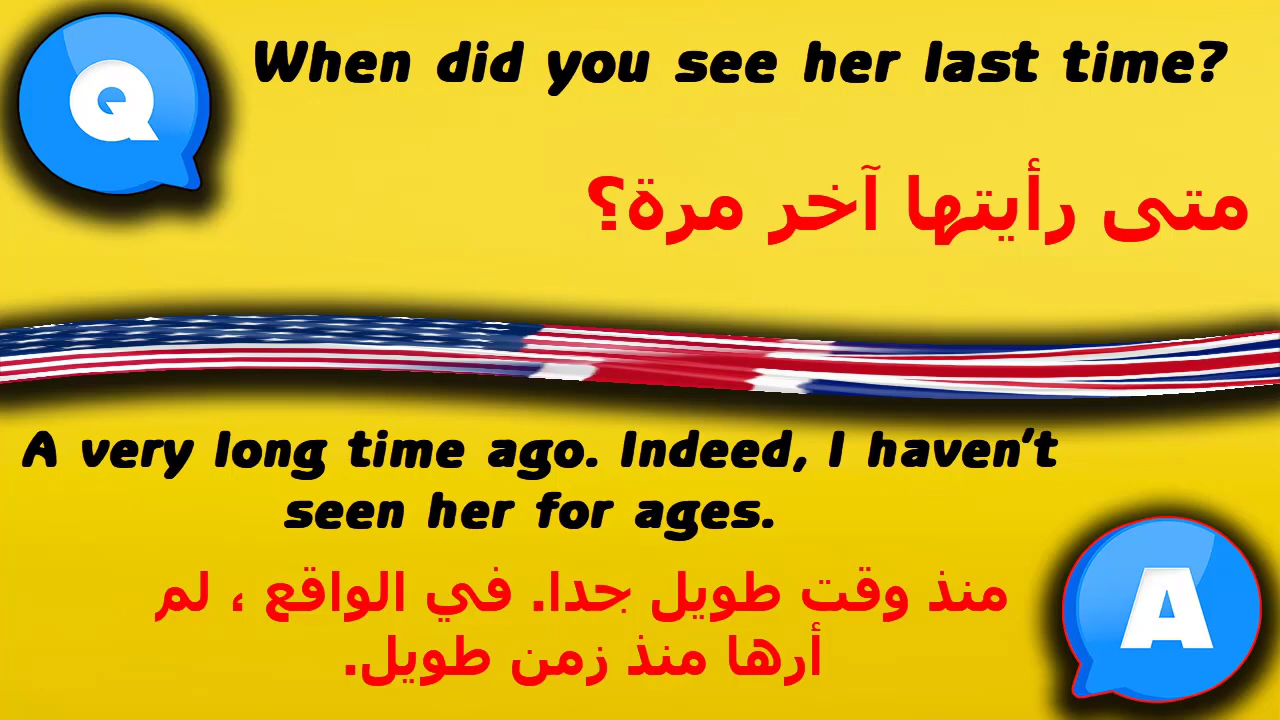 Q
When did you see her last time?
متى رأيتها آخر مرة؟
A very long time ago. Indeed, I haven't
seen her for ages.
منذ وقت طويل جدا. في الواقع ، لم
أرها منذ زمن طويل.
A